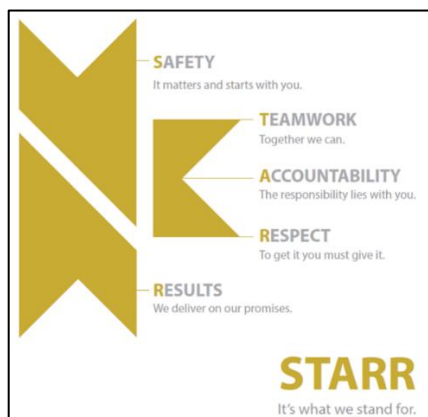 SAFETY
It matters and starts with you.
TEAMWORK
Together we can.
ACCOUNTABILITY
The responsibility lies with you.
RESPECT
To get it you must give it.
RESULTS
We deliver on our promises.
STARR
It's what we stand for.